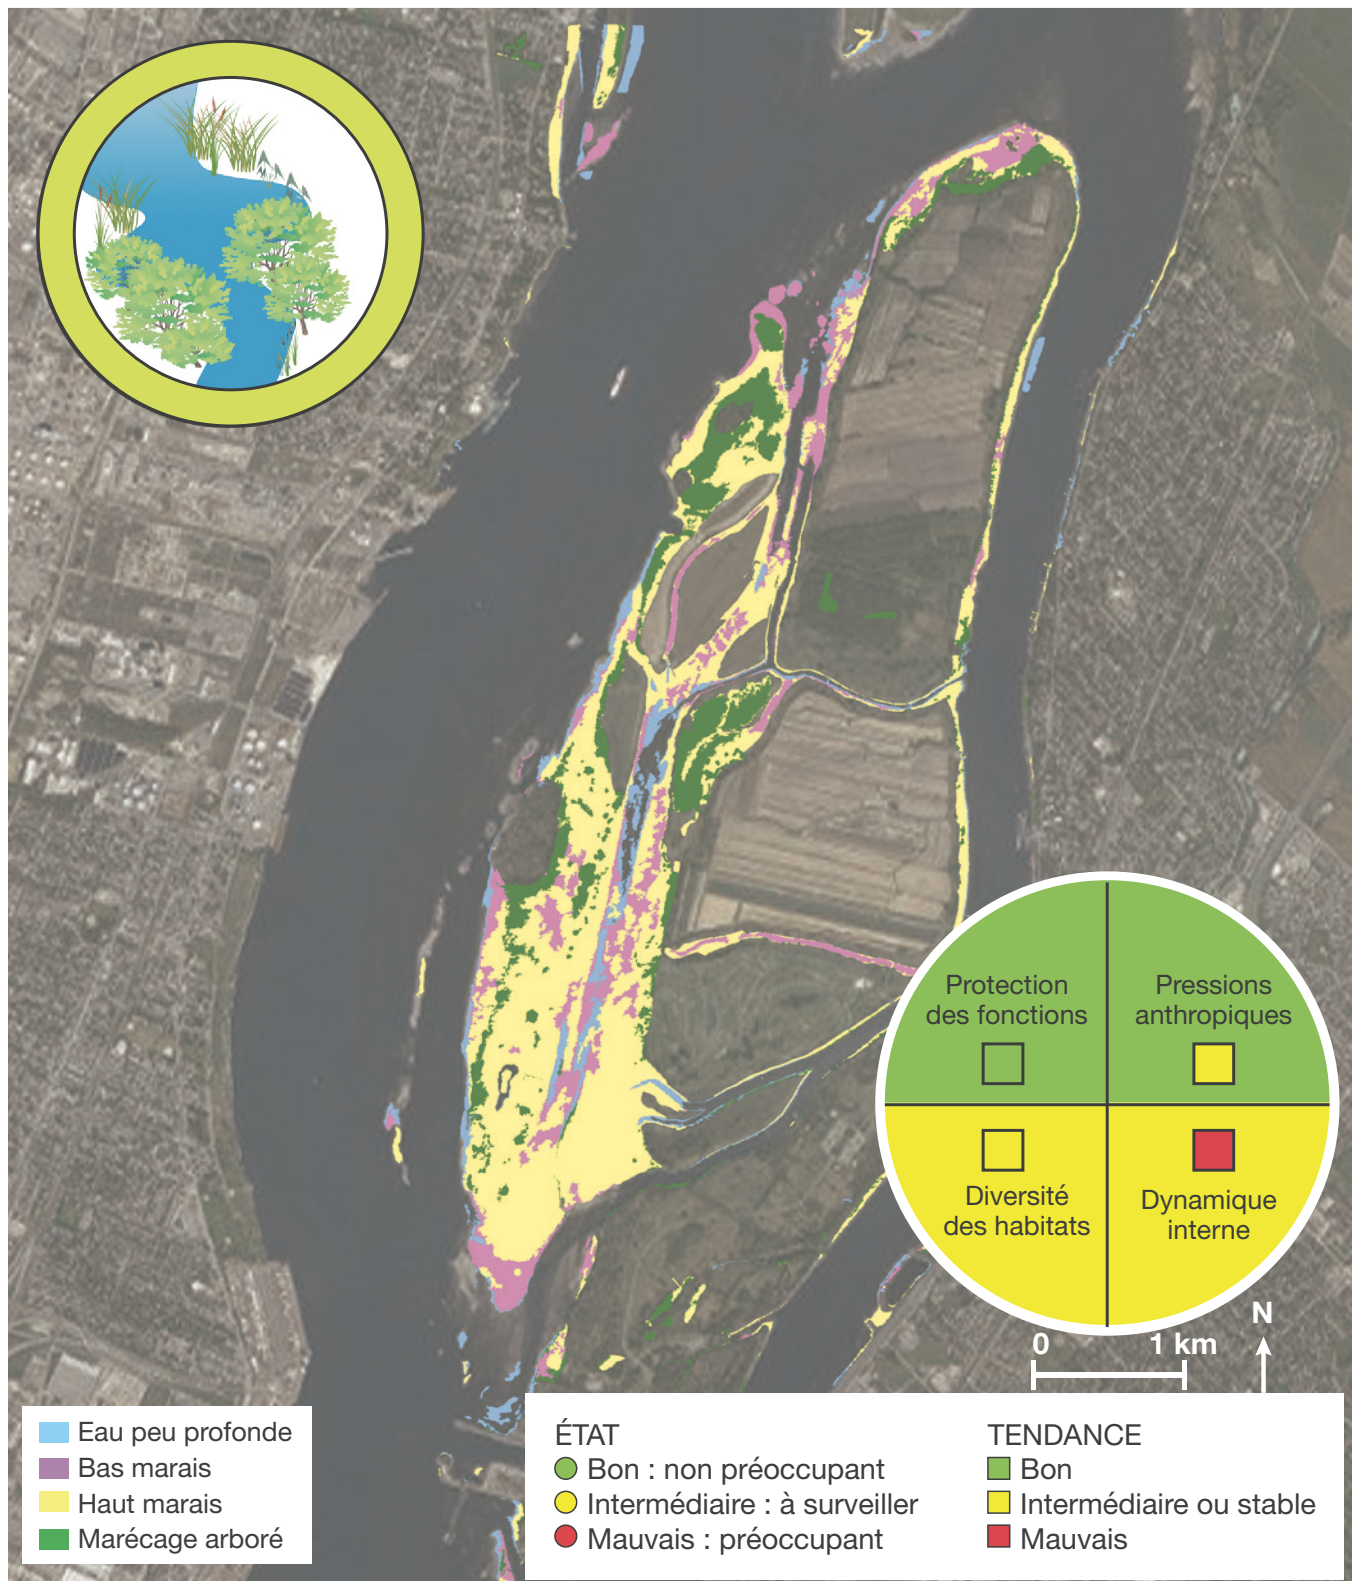 Protection
des fonctions
Pressions
anthropiques
Diversité
des habitats
Dynamique
interne
N
0 1 km
Eau peu profonde
Bas marais
Haut marais
Marécage arboré
ÉTAT
Bon : non préoccupant
Intermédiaire : à surveiller
Mauvais : préoccupant
TENDANCE
Bon
Intermédiaire ou stable
Mauvais